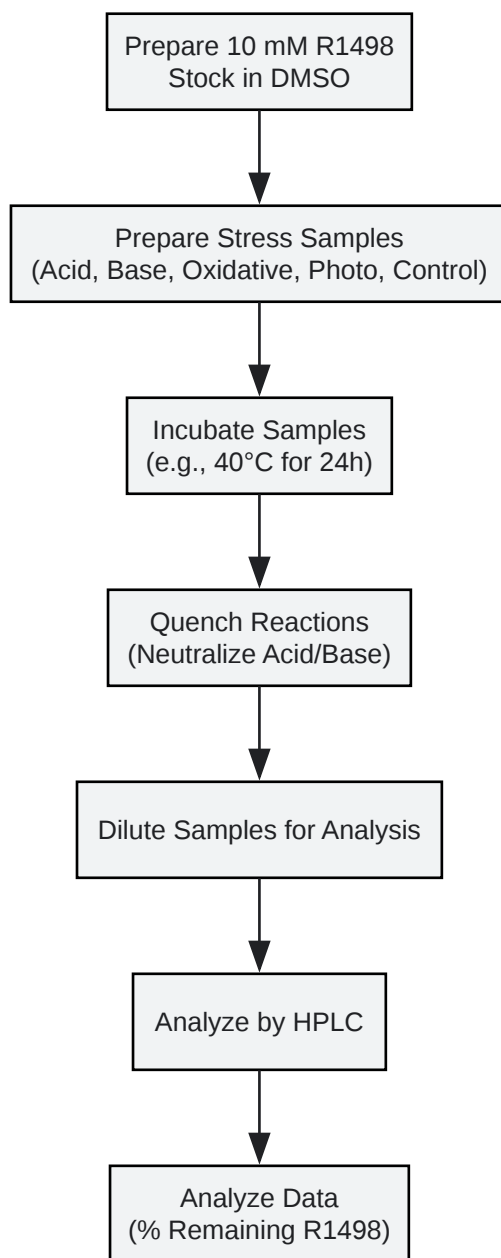 Prepare 10 mM R1498
Stock in DMSO
Prepare Stress Samples
(Acid, Base, Oxidative, Photo, Control)
Incubate Samples
(e.g., 40°C for 24h)
Quench Reactions
(Neutralize Acid/Base)
Dilute Samples for Analysis
Analyze by HPLC
Analyze Data
(% Remaining R1498)